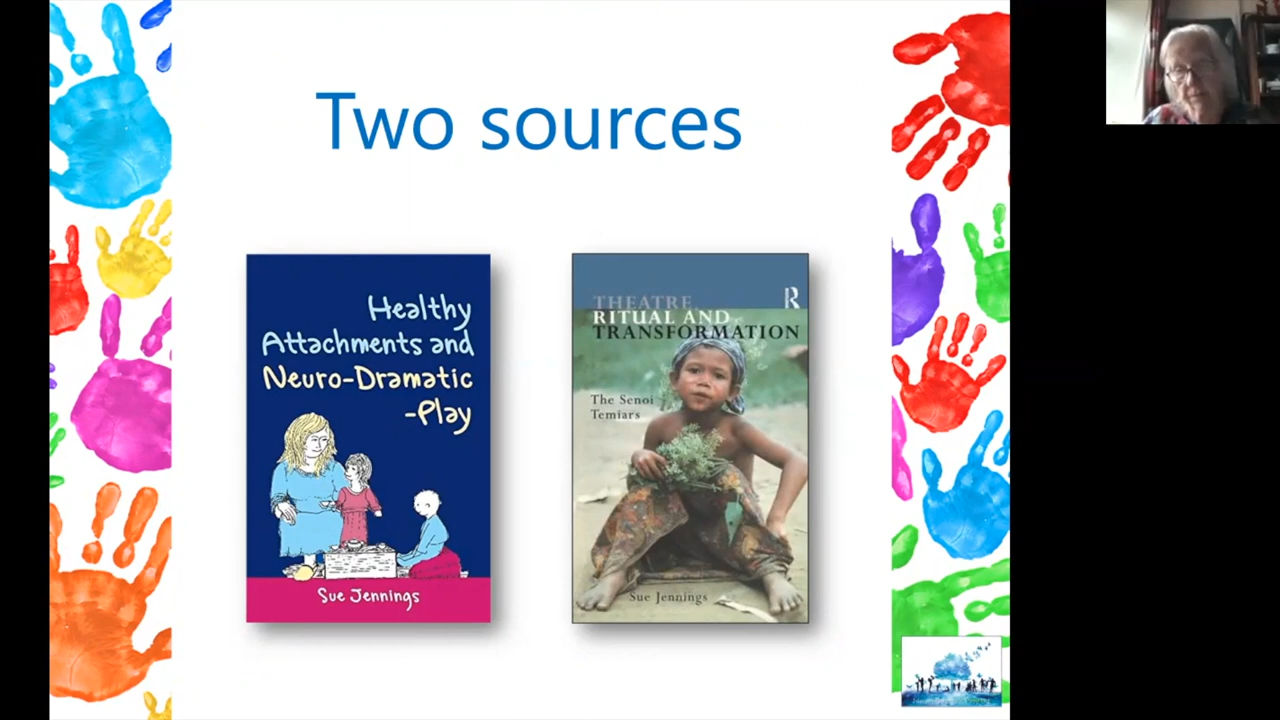 Two sources
Healthy
Attachments and
Neuro-Dramatic
-Play
Sue Jennings
R
THEATRE,
RITUAL AND
TRANSFORMATION
The Senoi
Temiars
Sue Jennings